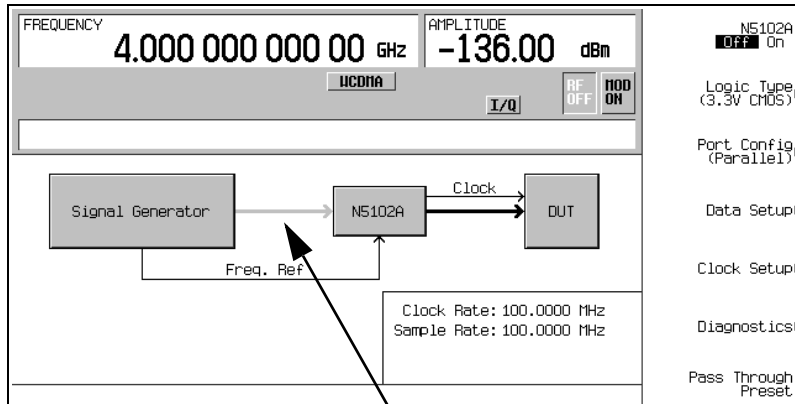 FREQUENCY
4.000 000 000 00 GHz
AMPLITUDE
-136.00 dBm
WCDMA
I/Q
RF OFF
MOD ON
Signal Generator
N5102A
Clock
DUT
Freq. Ref
Clock Rate: 100.0000 MHz
Sample Rate: 100.0000 MHz
N5102A
Off On
Logic Type
(3.3V CMOS)
Port Config
(Parallel)
Data Setup
Clock Setup
Diagnostics
Pass Through
Preset